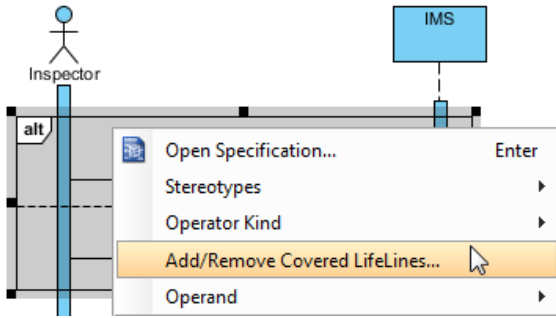 IMS
Inspector
alt
Open Specification... Enter
Stereotypes
Operator Kind
Add/Remove Covered LifeLines...
Operand